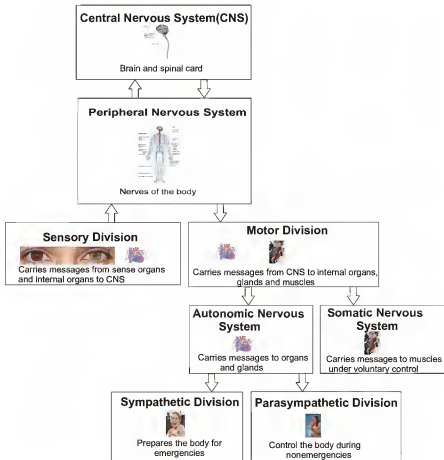 Central Nervous System(CNS)
Brain and spinal card
Peripheral Nervous System
Nerves of the body
Sensory Division
Carries messages from sense organs
and internal organs to CNS
Motor Division
Carries messages from CNS to internal organs,
glands and muscles
Autonomic Nervous
System
Carries messages to organs
and glands
Somatic Nervous
System
Carries messages to muscles
under voluntary control
Sympathetic Division
Prepares the body for
emergencies
Parasympathetic Division
Control the body during
nonemergencies